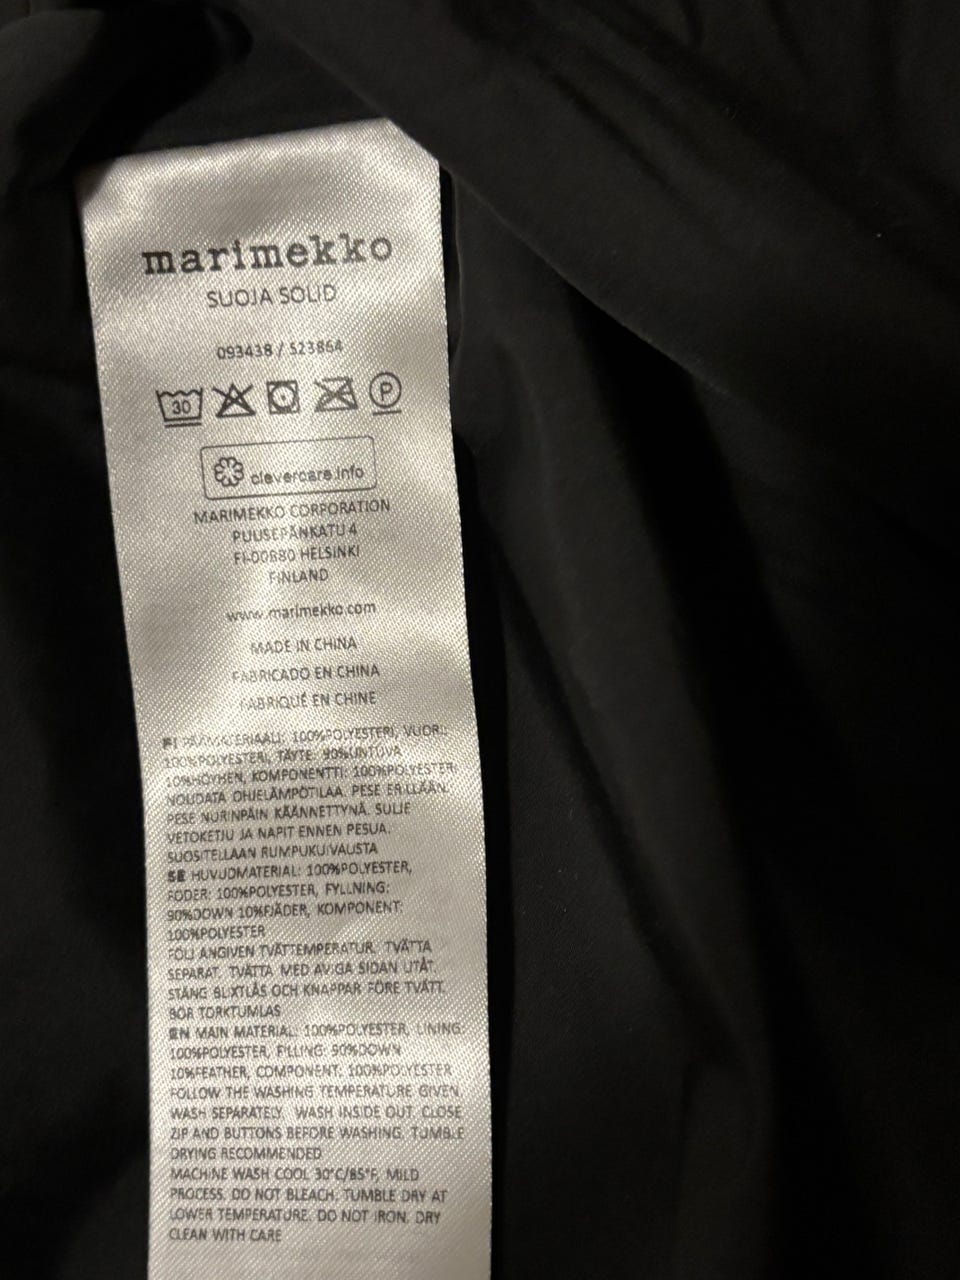 marimekko
SUOJA SOLID
093438 / 523864
30 P
clevercare.info
MARIMEKKO CORPORATION
PUUSEPÄNKATU 4
FI-00880 HELSINKI
FINLAND
www.marimekko.com
MADE IN CHINA
FABRICADO EN CHINA
FABRIQUÉ EN CHINE
FI PÄÄMATERIAALI: 100%POLYESTERI, VUORI:
100%POLYESTERI, TÄYTE: 90%UNTUVA
10%HÖYHEN, KOMPONENTTI: 100%POLYESTERI
NOUDATA OHJELÄMPÖTILAA. PESE ERILLÄÄN.
PESE NURINPÄIN KÄÄNNETTYNÄ. SULJE
VETOKETJU JA NAPIT ENNEN PESUA.
SUOSITELLAAN RUMPUKUIVAUSTA
SE HUVUDMATERIAL: 100%POLYESTER,
FODER: 100%POLYESTER, FYLLNING:
90%DOWN 10%FJÄDER, KOMPONENT:
100%POLYESTER
FÖLJ ANGIVEN TVÄTTEMPERATUR. TVÄTTA
SEPARAT. TVÄTTA MED AVIGA SIDAN UTÅT.
STÄNG BLIXTLÅS OCH KNAPPAR FÖRE TVÄTT.
BÖR TORKTUMLAS
EN MAIN MATERIAL: 100%POLYESTER, LINING:
100%POLYESTER, FILLING: 90%DOWN
10%FEATHER, COMPONENT: 100%POLYESTER
FOLLOW THE WASHING TEMPERATURE GIVEN.
WASH SEPARATELY. WASH INSIDE OUT. CLOSE
ZIP AND BUTTONS BEFORE WASHING. TUMBLE
DRYING RECOMMENDED
MACHINE WASH COOL 30°C/85°F, MILD
PROCESS. DO NOT BLEACH. TUMBLE DRY AT
LOWER TEMPERATURE. DO NOT IRON. DRY
CLEAN WITH CARE